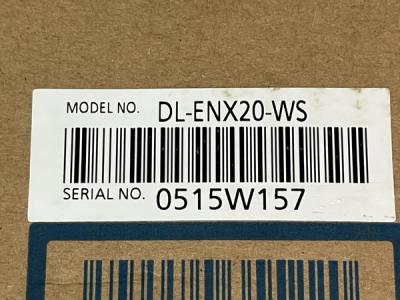 MODEL NO. DL-ENX20-WS
SERIAL NO. 0515W157